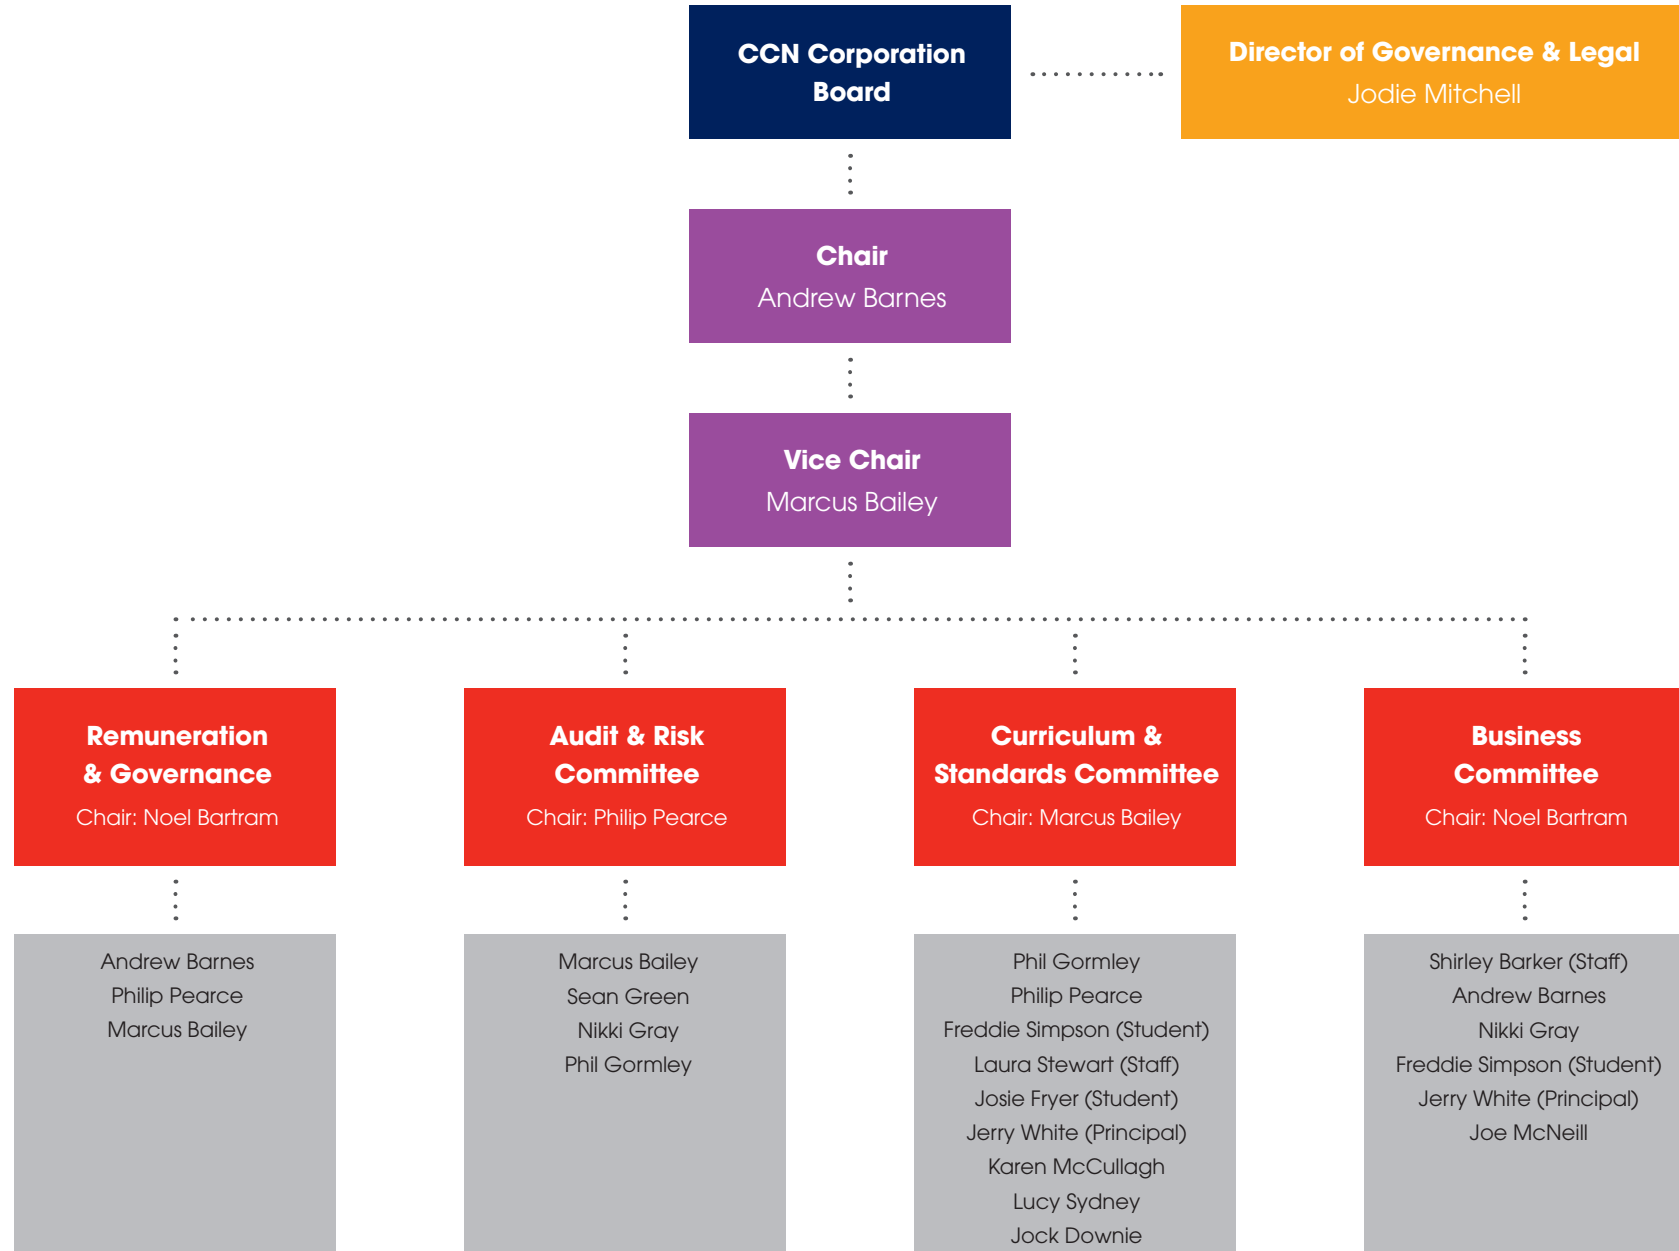 CCN Corporation
Board
Director of Governance & Legal
Jodie Mitchell
Chair
Andrew Barnes
Vice Chair
Marcus Bailey
Remuneration
& Governance
Chair: Noel Bartram
Audit & Risk
Committee
Chair: Philip Pearce
Curriculum &
Standards Committee
Chair: Marcus Bailey
Business
Committee
Chair: Noel Bartram
Andrew Barnes
Philip Pearce
Marcus Bailey
Marcus Bailey
Sean Green
Nikki Gray
Phil Gormley
Phil Gormley
Philip Pearce
Freddie Simpson (Student)
Laura Stewart (Staff)
Josie Fryer (Student)
Jerry White (Principal)
Karen McCullagh
Lucy Sydney
Jock Downie
Shirley Barker (Staff)
Andrew Barnes
Nikki Gray
Freddie Simpson (Student)
Jerry White (Principal)
Joe McNeill